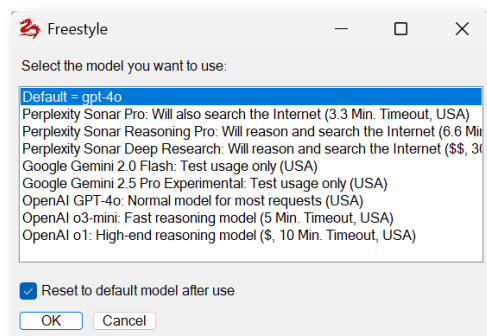 Freestyle
Select the model you want to use:
Default = gpt-4o
Perplexity Sonar Pro: Will also search the Internet (3.3 Min. Timeout, USA)
Perplexity Sonar Reasoning Pro: Will reason and search the Internet (6.6 Mi
Perplexity Sonar Deep Research: Will reason and search the Internet ($$, 3
Google Gemini 2.0 Flash: Test usage only (USA)
Google Gemini 2.5 Pro Experimental: Test usage only (USA)
OpenAI GPT-4o: Normal model for most requests (USA)
OpenAI o3-mini: Fast reasoning model (5 Min. Timeout, USA)
OpenAI o1: High-end reasoning model ($, 10 Min. Timeout, USA)
Reset to default model after use
OK Cancel